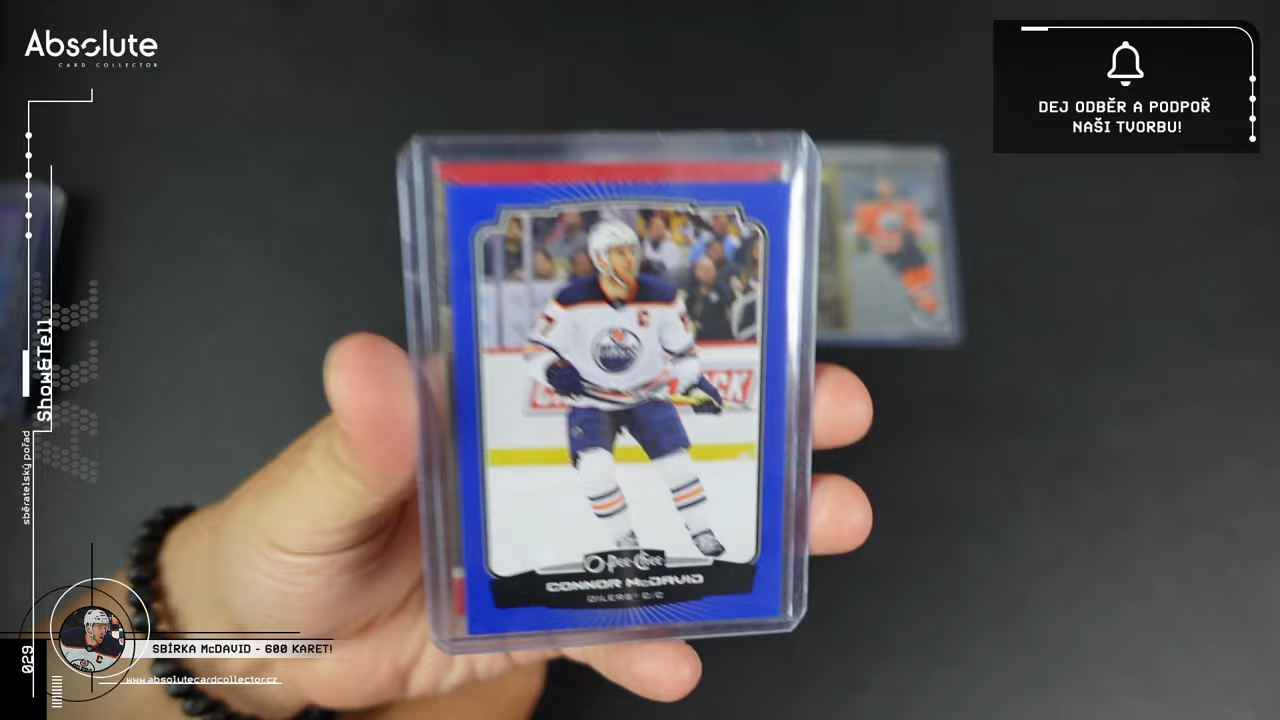 Absolute
CARD COLLECTOR
DEJ ODBĚR A PODPOŘ
NAŠI TVORBU!
Show&Tell
sběratelský pořad
O-Pee-Chee
CONNOR McDAVID
OILERS® C/C
029
SBÍRKA McDAVID - 600 KARET!
www.absolutecardcollector.cz